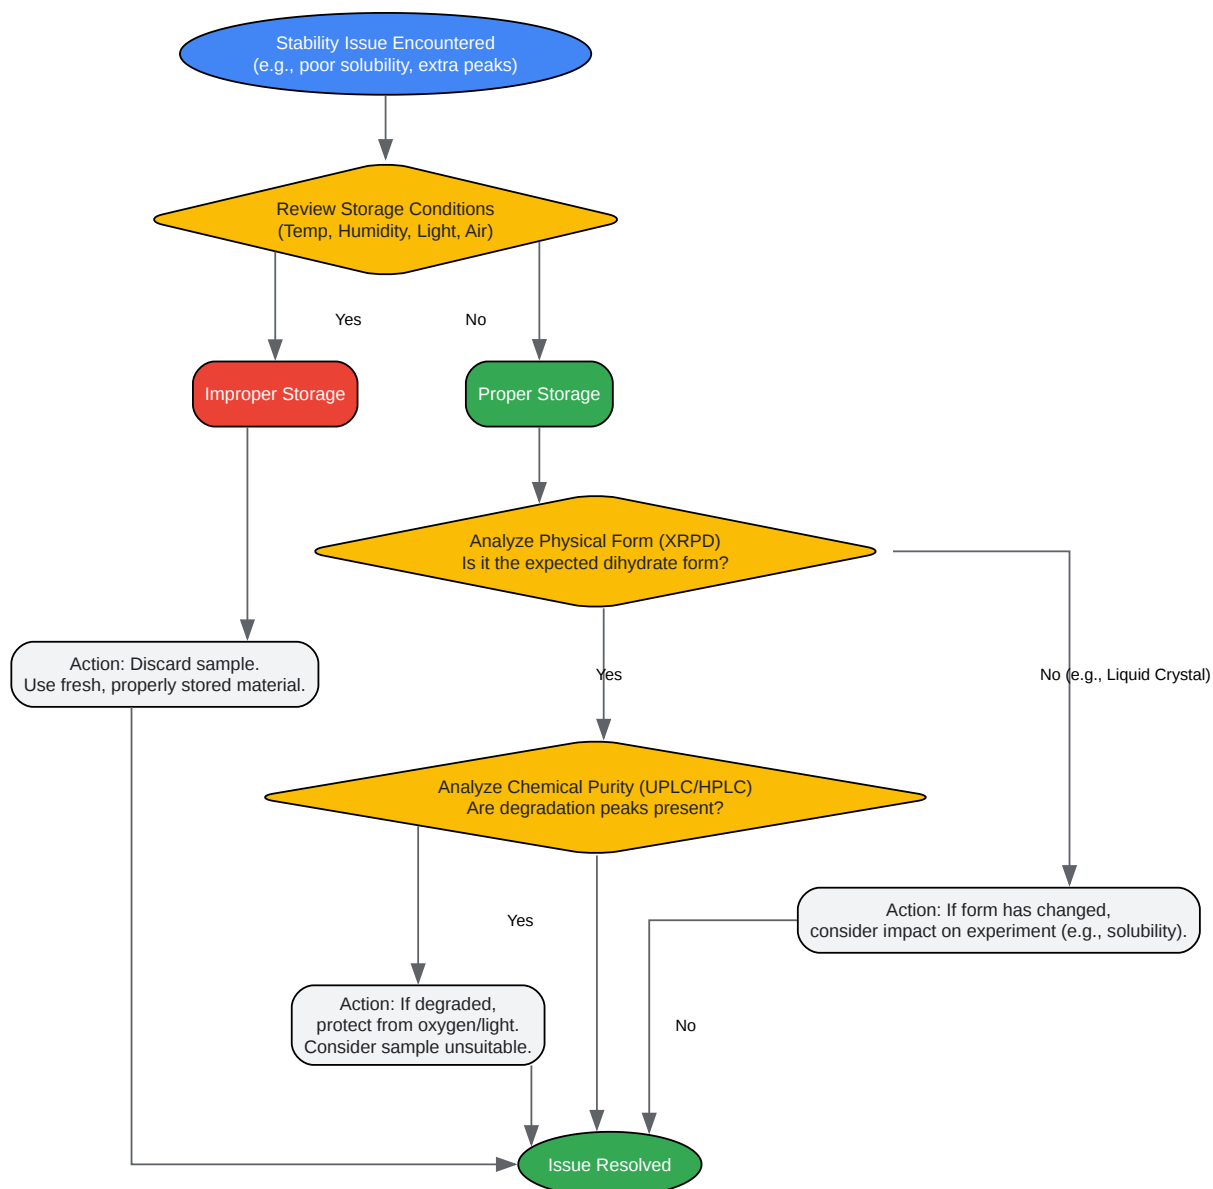 Stability Issue Encountered
(e.g., poor solubility, extra peaks)
Review Storage Conditions
(Temp, Humidity, Light, Air)
Yes
No
Improper Storage
Proper Storage
Analyze Physical Form (XRPD)
Is it the expected dihydrate form?
Action: Discard sample.
Use fresh, properly stored material.
Yes
No (e.g., Liquid Crystal)
Analyze Chemical Purity (UPLC/HPLC)
Are degradation peaks present?
Yes
Action: If form has changed,
consider impact on experiment (e.g., solubility).
Action: If degraded,
protect from oxygen/light.
Consider sample unsuitable.
No
Issue Resolved